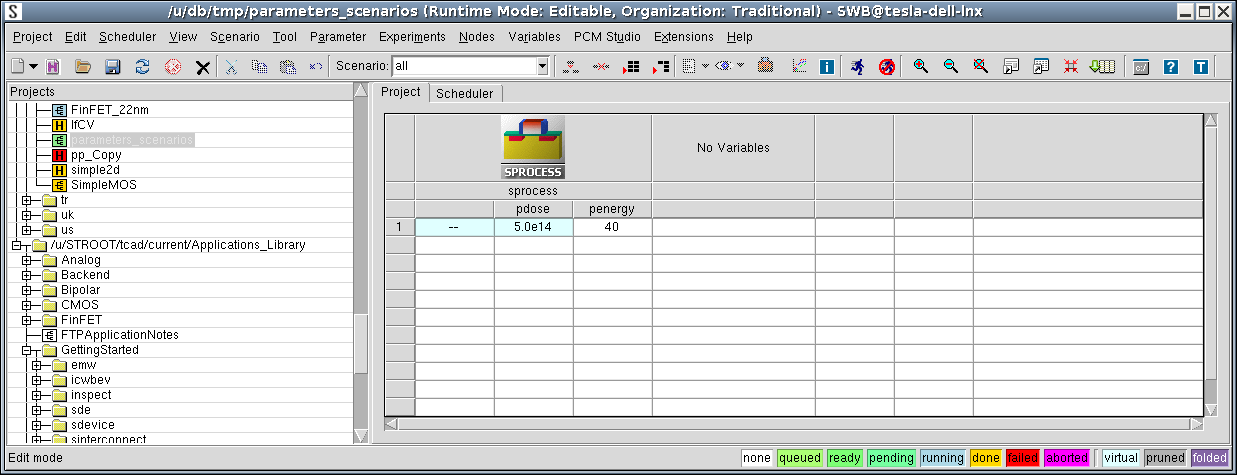 S /u/db/tmp/parameters_scenarios (Runtime Mode: Editable, Organization: Traditional) - SWB@tesla-dell-lnx
Project Edit Scheduler View Scenario Tool Parameter Experiments Nodes Variables PCM Studio Extensions Help
H Scenario: all i c:/ ? T
Projects
FinFET_22nm
H IfCV
parameters_scenarios
H pp_Copy
H simple2d
SimpleMOS
tr
uk
us
/u/STROOT/tcad/current/Applications_Library
Analog
Backend
Bipolar
CMOS
FinFET
FTPApplicationNotes
GettingStarted
emw
icwbev
inspect
sde
sdevice
sinterconnect
Project Scheduler
SPROCESS
No Variables
sprocess
pdose penergy
1 -- 5.0e14 40
Edit mode
none queued ready pending running done failed aborted virtual pruned folded